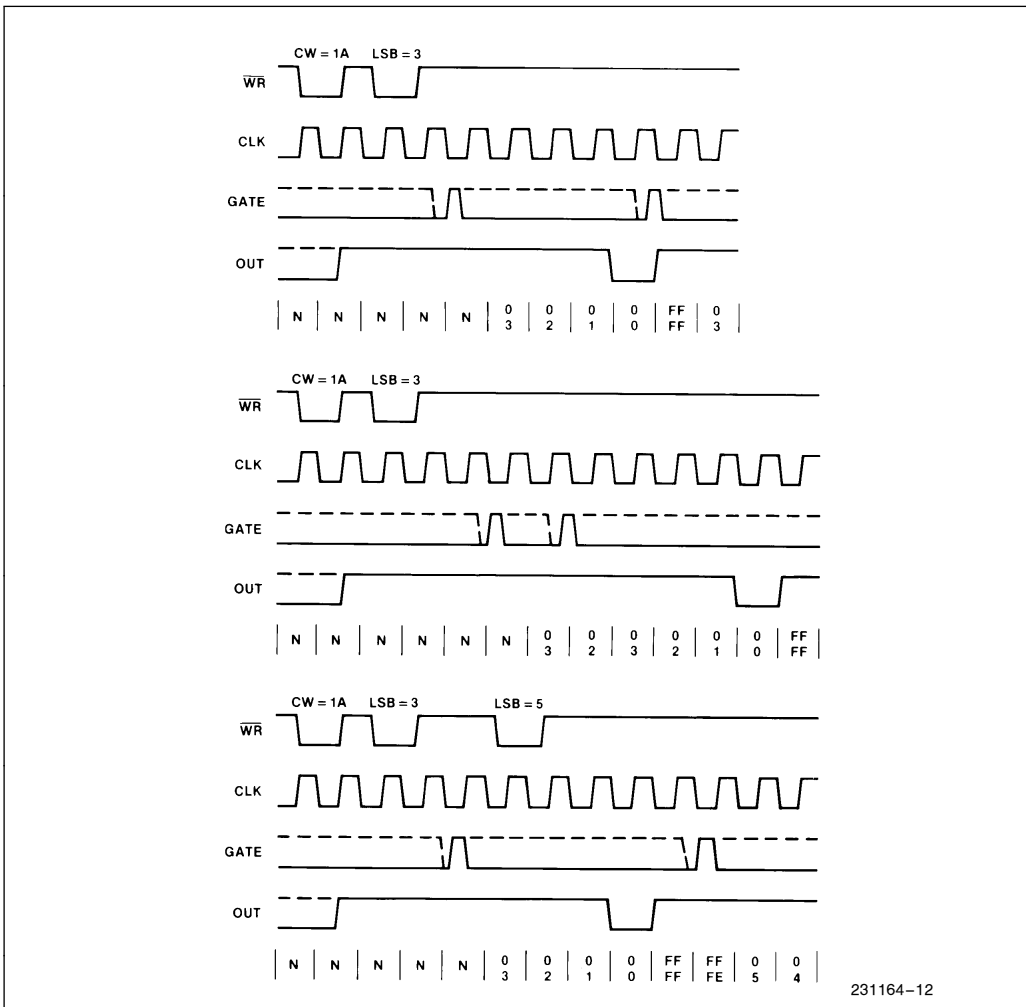 CW = 1A LSB = 3
WR
CLK
GATE
OUT
N N N N N 0 0 0 0 FF 0
3 2 1 0 FF 3
CW = 1A LSB = 3
WR
CLK
GATE
OUT
N N N N N N 0 0 0 0 0 0 FF
3 2 3 2 1 0 FF
CW = 1A LSB = 3 LSB = 5
WR
CLK
GATE
OUT
N N N N N 0 0 0 0 FF FF 0 0
3 2 1 0 FF FE 5 4
231164–12